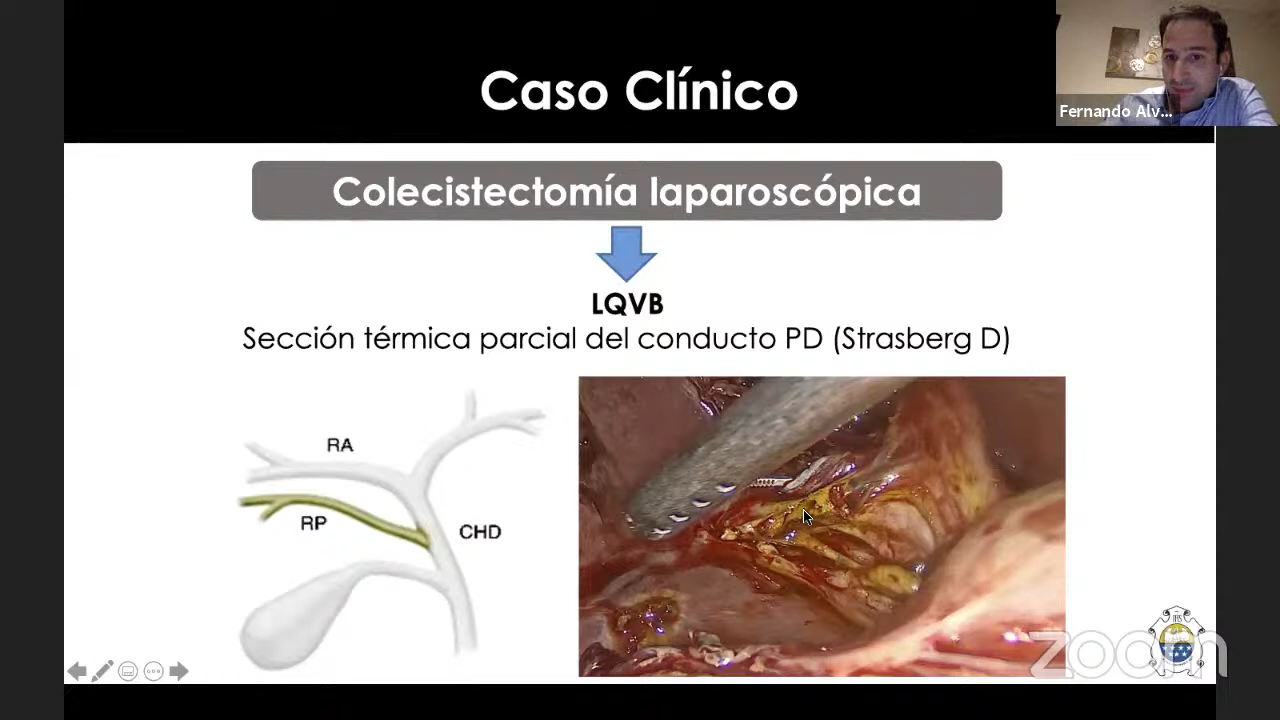 Caso Clínico
Fernando Alv...
Colecistectomía laparoscópica
LQVB
Sección térmica parcial del conducto PD (Strasberg D)
RA
RP
CHD
zoom